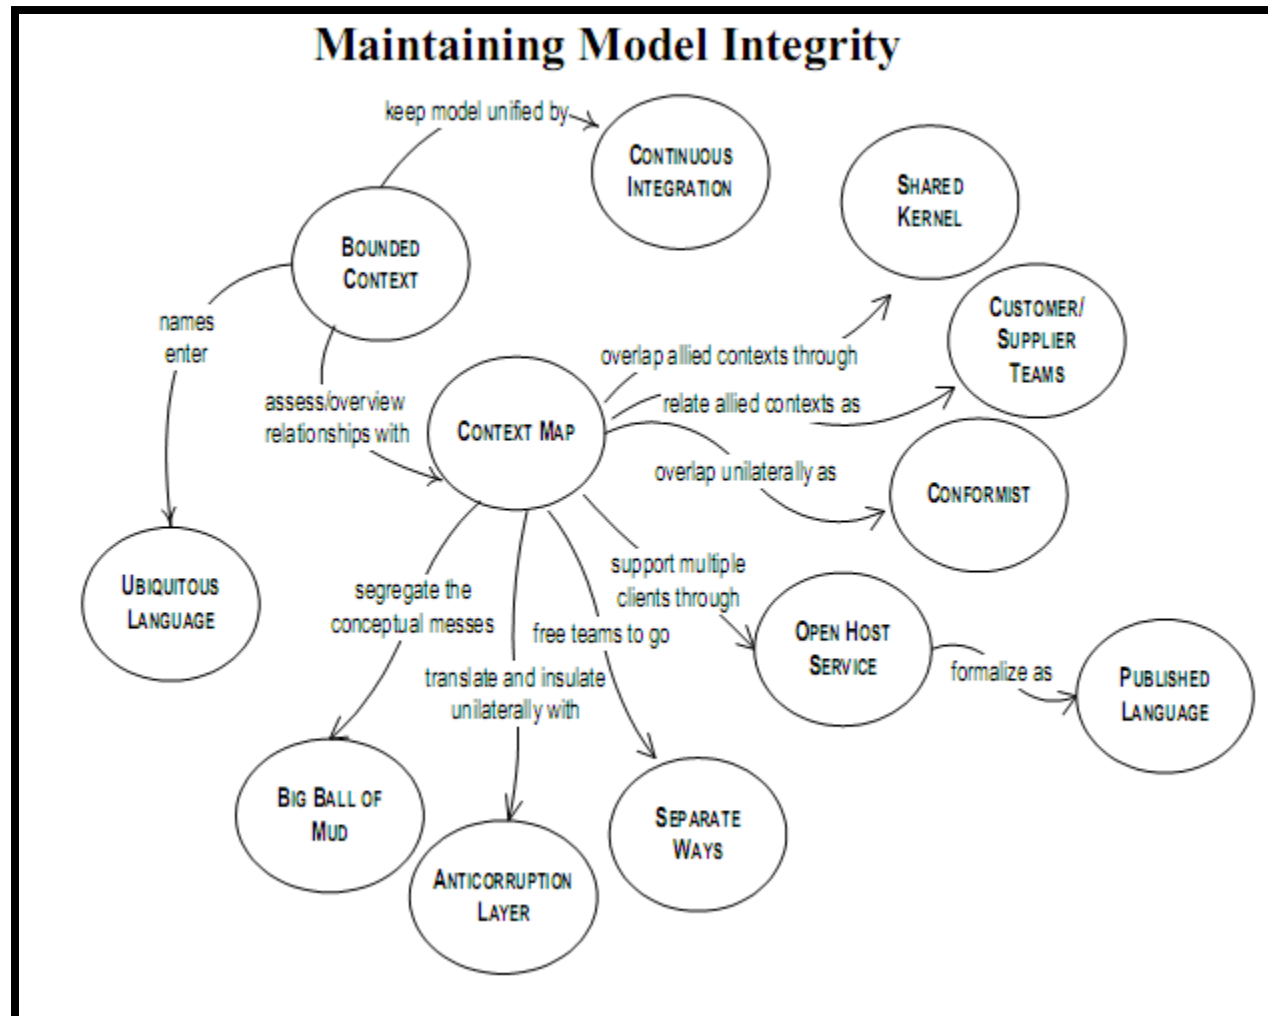 Maintaining Model Integrity
keep model unified by
CONTINUOUS
INTEGRATION
SHARED
KERNEL
BOUNDED
CONTEXT
CUSTOMER/
SUPPLIER
TEAMS
names
enter
overlap allied contexts through
assess/overview
relationships with
relate allied contexts as
CONTEXT MAP
overlap unilaterally as
CONFORMIST
UBIQUITOUS
LANGUAGE
segregate the
conceptual messes
support multiple
clients through
free teams to go
OPEN HOST
SERVICE
formalize as
PUBLISHED
LANGUAGE
translate and insulate
unilaterally with
BIG BALL OF
MUD
SEPARATE
WAYS
ANTICORRUPTION
LAYER